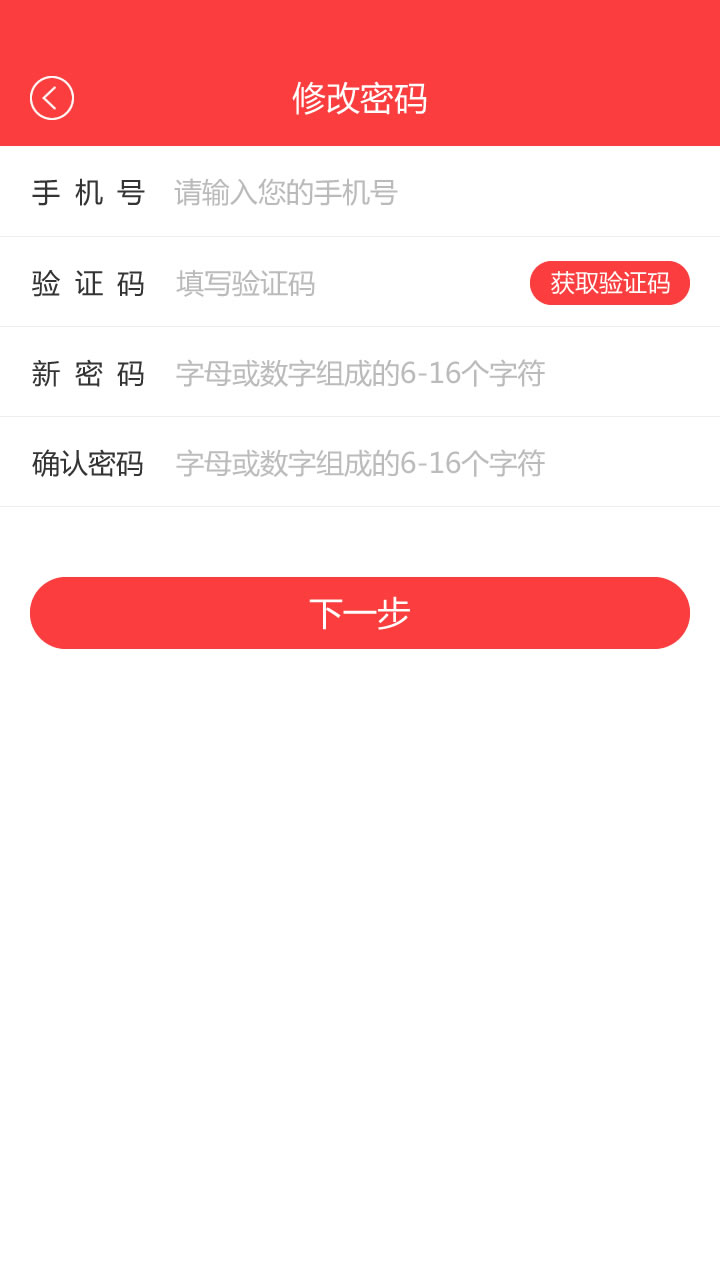 修改密码
手 机 号 请输入您的手机号
验 证 码 填写验证码 获取验证码
新 密 码 字母或数字组成的6-16个字符
确认密码 字母或数字组成的6-16个字符
下一步